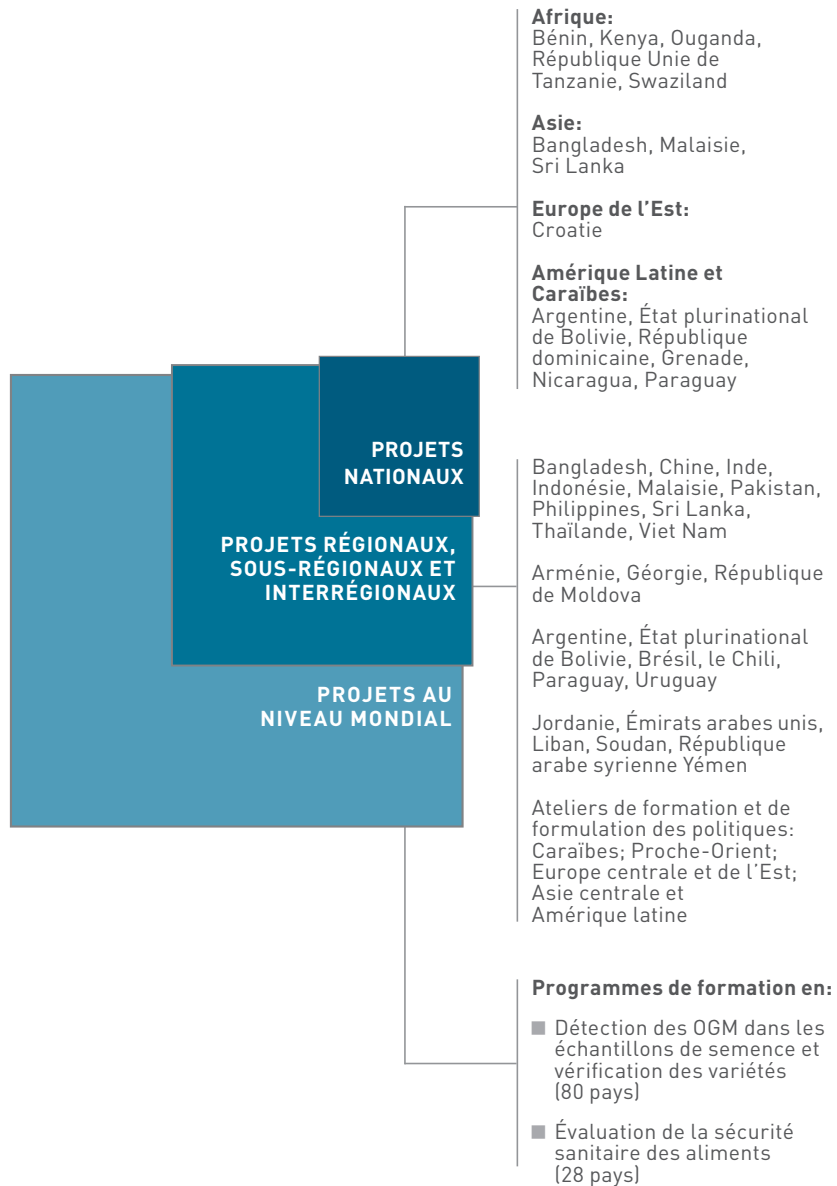 Afrique:
Bénin, Kenya, Ouganda,
République Unie de
Tanzanie, Swaziland
Asie:
Bangladesh, Malaisie,
Sri Lanka
Europe de l’Est:
Croatie
Amérique Latine et
Caraïbes:
Argentine, État plurinational
de Bolivie, République
dominicaine, Grenade,
Nicaragua, Paraguay
PROJETS
NATIONAUX
Bangladesh, Chine, Inde,
Indonésie, Malaisie, Pakistan,
Philippines, Sri Lanka,
Thaïlande, Viet Nam
Arménie, Géorgie, République
de Moldova
Argentine, État plurinational
de Bolivie, Brésil, le Chili,
Paraguay, Uruguay
Jordanie, Émirats arabes unis,
Liban, Soudan, République
arabe syrienne Yémen
Ateliers de formation et de
formulation des politiques:
Caraïbes; Proche-Orient;
Europe centrale et de l’Est;
Asie centrale et
Amérique latine
PROJETS RÉGIONAUX,
SOUS-RÉGIONAUX ET
INTERRÉGIONAUX
PROJETS AU
NIVEAU MONDIAL
Programmes de formation en:
■ Détection des OGM dans les
échantillons de semence et
vérification des variétés
(80 pays)
■ Évaluation de la sécurité
sanitaire des aliments
(28 pays)